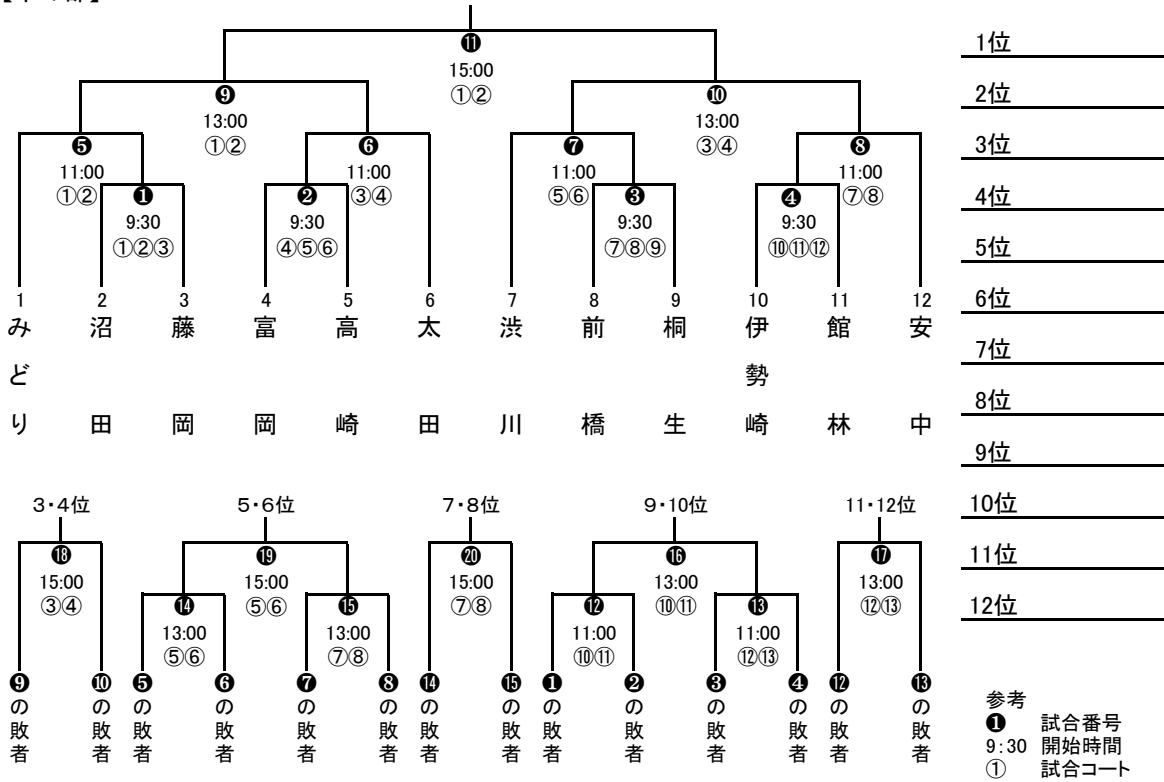 ⓫
15:00
①②
❾
13:00
①②
❿
13:00
③④
❺
11:00
①②
❻
11:00
③④
❼
11:00
⑤⑥
❽
11:00
⑦⑧
❶
9:30
①②③
❷
9:30
④⑤⑥
❸
9:30
⑦⑧⑨
❹
9:30
⑩⑪⑫
1 2 3 4 5 6 7 8 9 10 11 12
みどり
沼田
藤岡
富岡
高崎
太田
渋川
前橋
桐生
伊勢崎
館林
安中
1位
2位
3位
4位
5位
6位
7位
8位
9位
10位
11位
12位
3・4位
⓲
15:00
③④
❾の敗者
❿の敗者
5・6位
⓳
15:00
⑤⑥
⓮
13:00
⑤⑥
⓯
13:00
⑦⑧
❺の敗者
❻の敗者
❼の敗者
❽の敗者
7・8位
⓴
15:00
⑦⑧
⓮の敗者
⓯の敗者
9・10位
⓰
13:00
⑩⑪
⓬
11:00
⑩⑪
⓭
11:00
⑫⑬
❶の敗者
❷の敗者
❸の敗者
❹の敗者
11・12位
⓱
13:00
⑫⑬
⓬の敗者
⓭の敗者
参考
❶ 試合番号
9:30 開始時間
① 試合コート